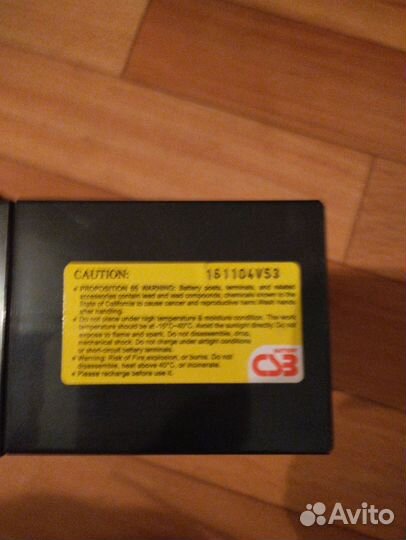 CAUTION: 151104V53
PROPOSITION 65 WARNING: Battery posts, terminals, and related
accessories contain lead and lead compounds, chemicals known to the
State of California to cause cancer and reproductive harm. Wash hands
after handling.
Do not place under high temperature & moisture condition. This work
temperature should be at -15°C~40°C. Avoid the sunlight directly. Do not
expose to flame and spark. Do not disassemble, drop,
mechanical shock. Do not charge under airtight conditions
or short-circuit battery terminals.
Warning: Risk of Fire, explosion, or burns. Do not
disassemble, heat above 40°C, or incinerate.
Please recharge before use it.
CSB
Avito